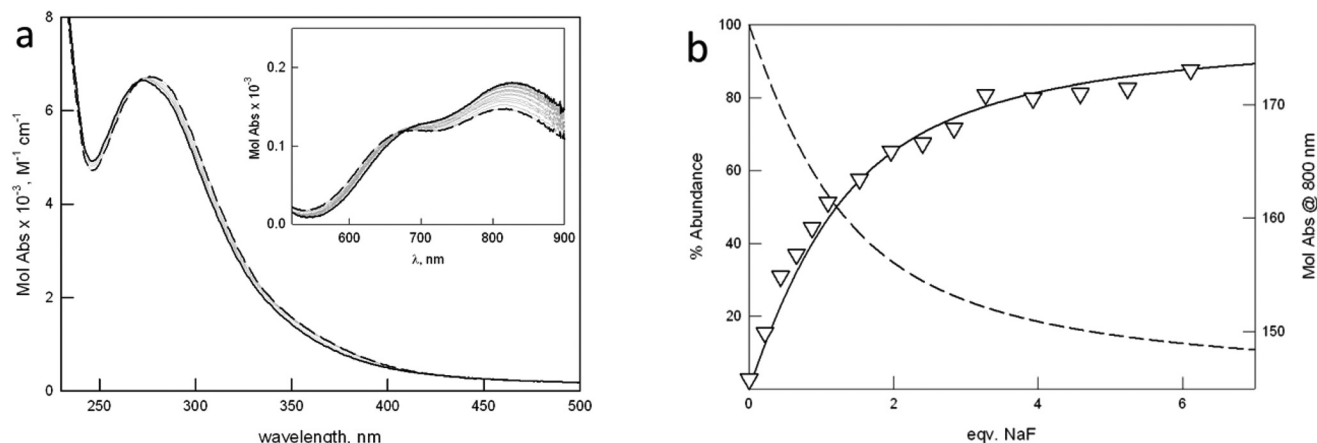 a
Mol Abs x 10⁻³, M⁻¹ cm⁻¹
8
6
4
2
0
250 300 350 400 450 500
wavelength, nm
Mol Abs x 10⁻³
0.2
0.1
0.0
600 700 800 900
λ, nm
b
% Abundance
100
80
60
40
20
0 2 4 6
eqv. NaF
170
160
150
Mol Abs @ 800 nm